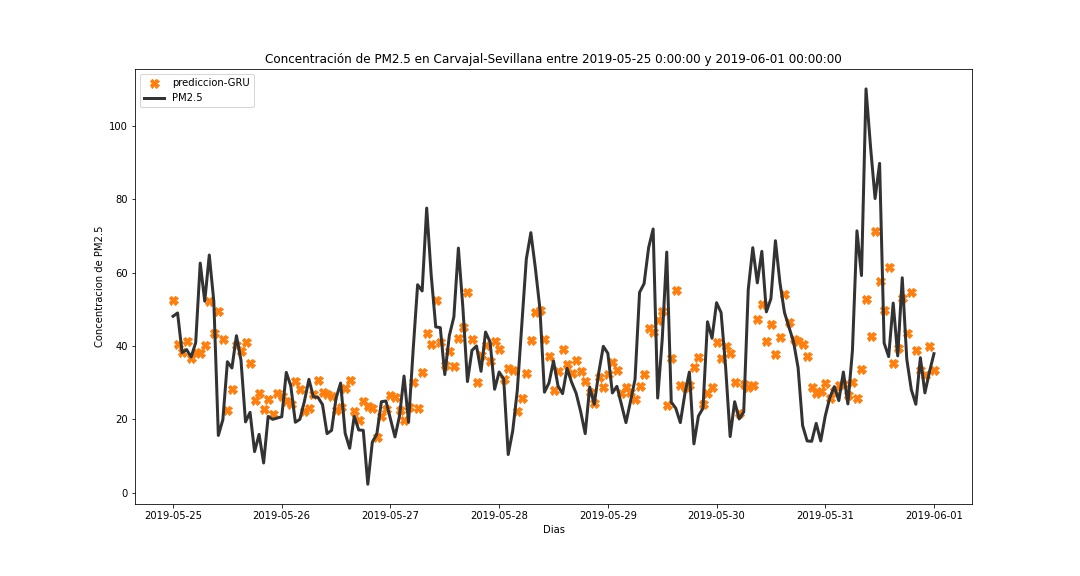 Concentración de PM2.5 en Carvajal-Sevillana entre 2019-05-25 0:00:00 y 2019-06-01 00:00:00
prediccion-GRU
PM2.5
Concentracion de PM2.5
100
80
60
40
20
0
2019-05-25 2019-05-26 2019-05-27 2019-05-28 2019-05-29 2019-05-30 2019-05-31 2019-06-01
Dias